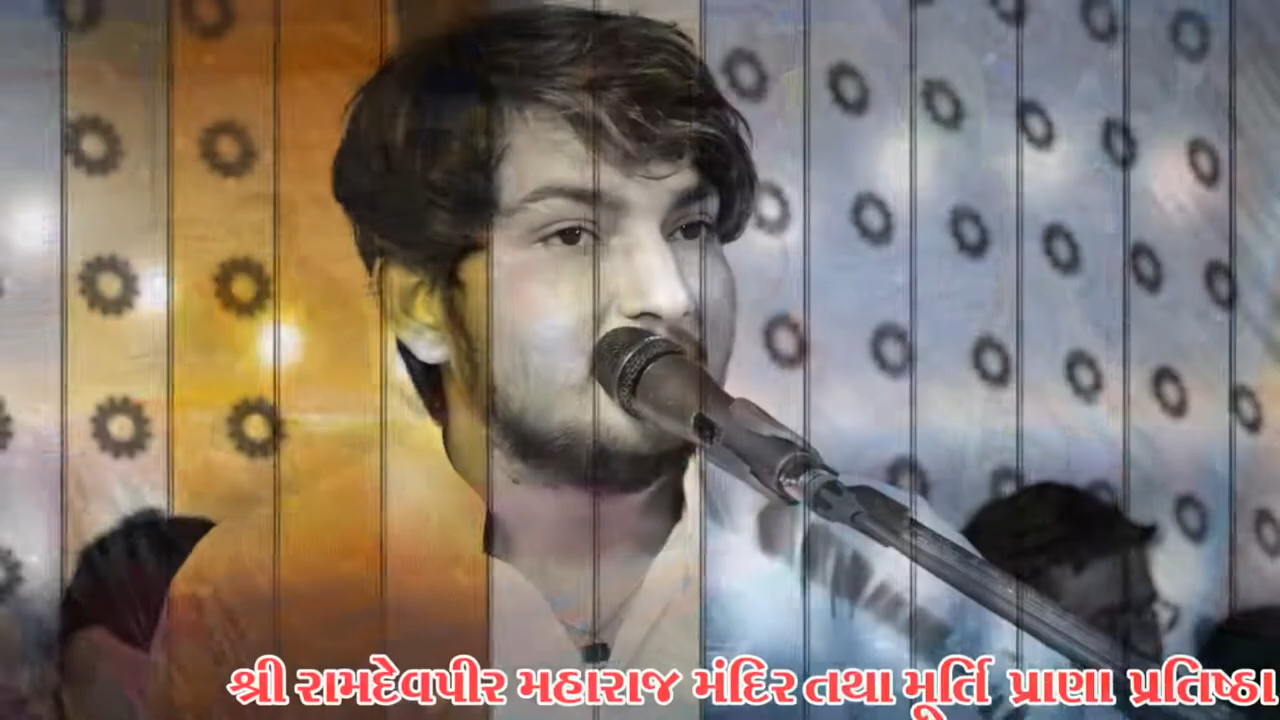 શ્રી રામદેવપીર મહારાજ મંદિર તથા મૂર્તિ પ્રાણા પ્રતિષ્ઠા